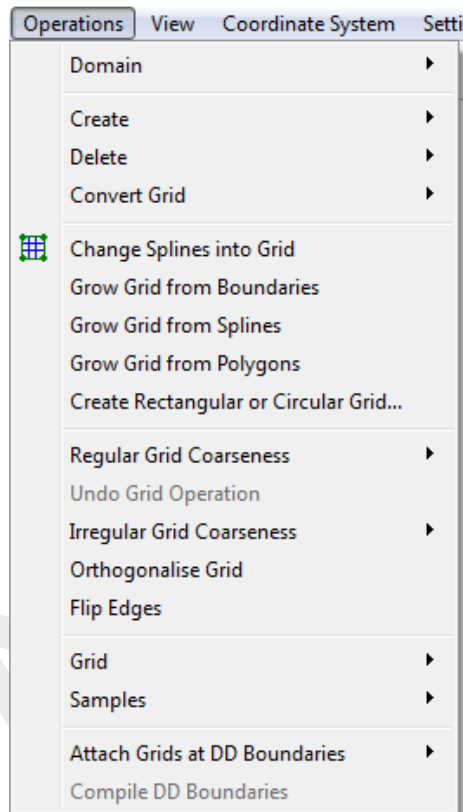 Operations View Coordinate System Setti
Domain
Create
Delete
Convert Grid
Change Splines into Grid
Grow Grid from Boundaries
Grow Grid from Splines
Grow Grid from Polygons
Create Rectangular or Circular Grid...
Regular Grid Coarseness
Undo Grid Operation
Irregular Grid Coarseness
Orthogonalise Grid
Flip Edges
Grid
Samples
Attach Grids at DD Boundaries
Compile DD Boundaries